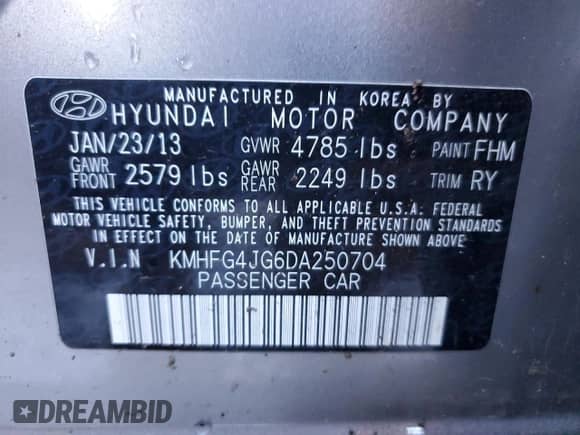 MANUFACTURED IN KOREA BY
HYUNDAI MOTOR COMPANY
JAN/23/13 GVWR 4785 lbs PAINT FHM
GAWR FRONT 2579 lbs GAWR REAR 2249 lbs TRIM RY
THIS VEHICLE CONFORMS TO ALL APPLICABLE U.S.A. FEDERAL
MOTOR VEHICLE SAFETY, BUMPER, AND THEFT PREVENTION
STANDARDS IN EFFECT ON THE DATE OF MANUFACTURE
SHOWN ABOVE.
V.I.N KMHFG4JG6DA250704
PASSENGER CAR
DREAMBID